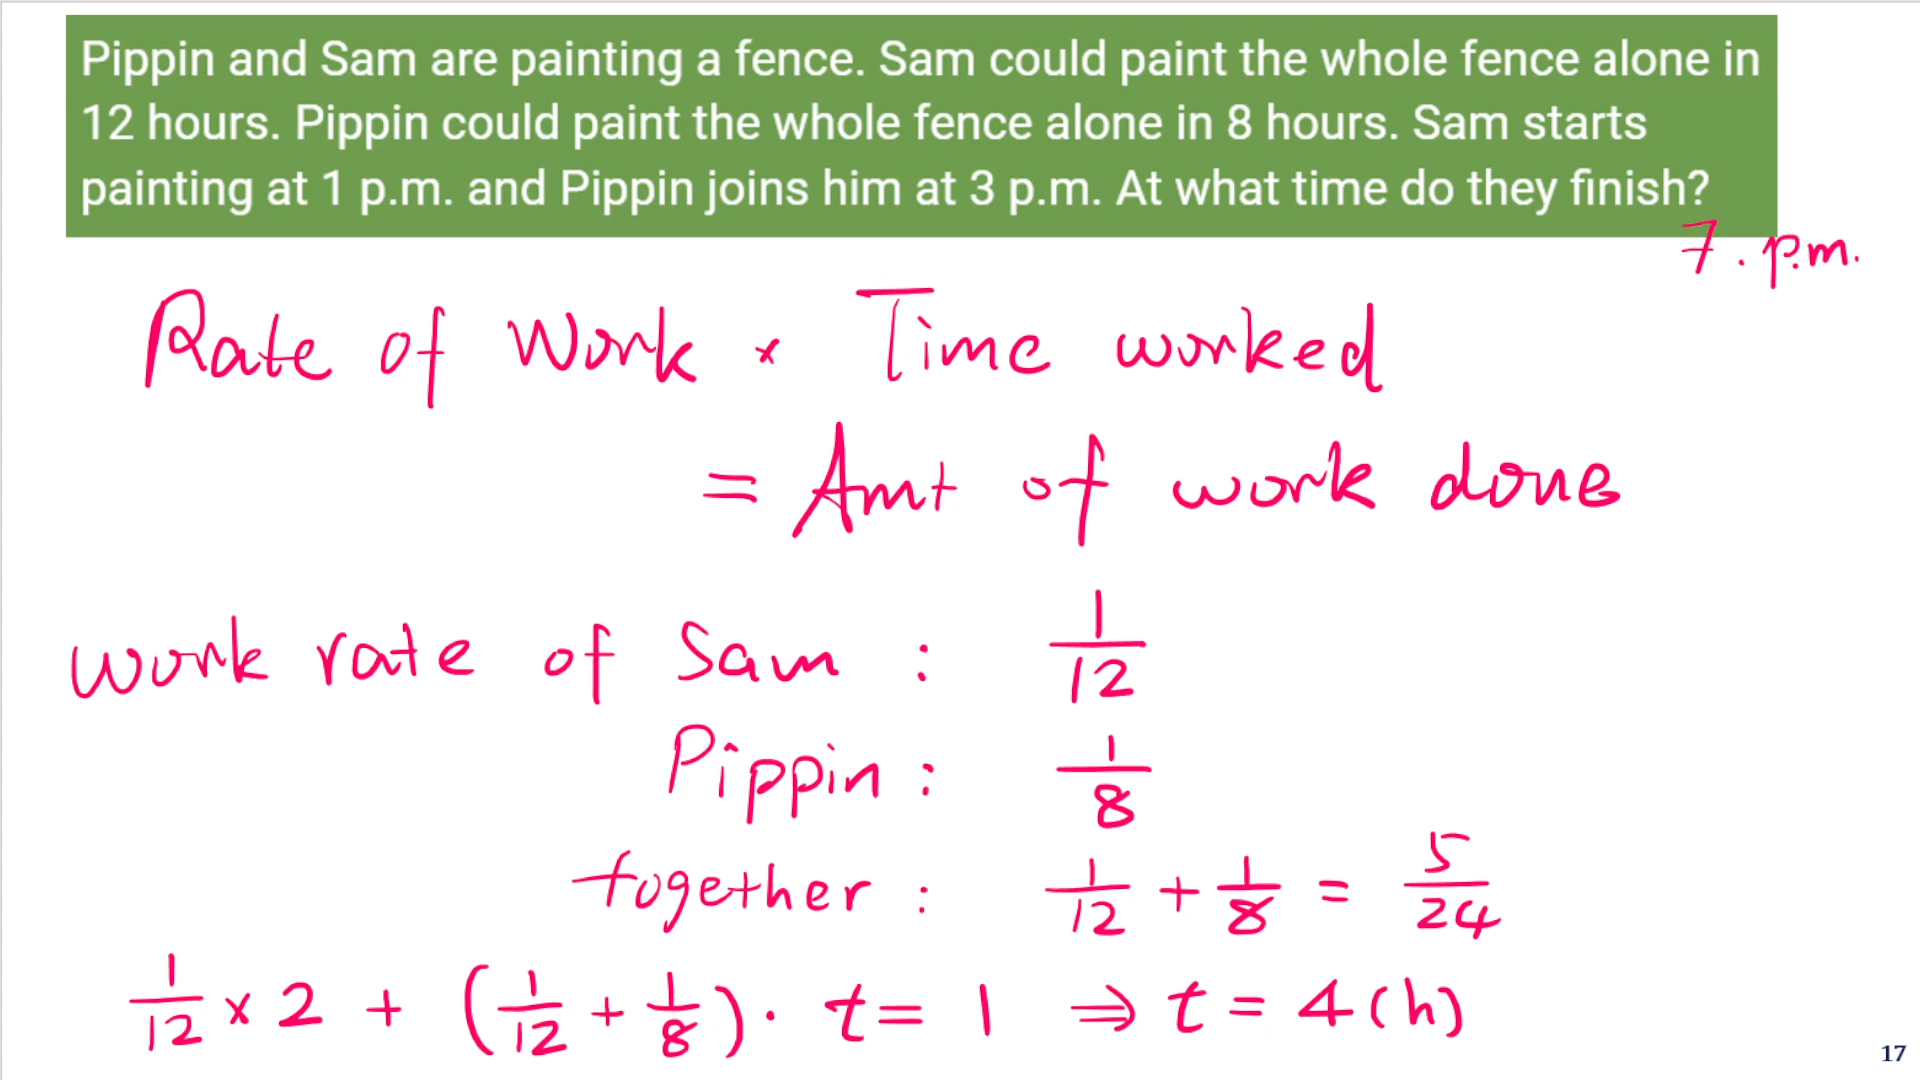 Pippin and Sam are painting a fence. Sam could paint the whole fence alone in
12 hours. Pippin could paint the whole fence alone in 8 hours. Sam starts
painting at 1 p.m. and Pippin joins him at 3 p.m. At what time do they finish?
7. p.m.
Rate of Work × Time worked
= Amt of work done
Work rate of Sam : 1/12
Pippin : 1/8
together : 1/12 + 1/8 = 5/24
1/12 × 2 + (1/12 + 1/8) · t = 1 ⇒ t = 4 (h)
17